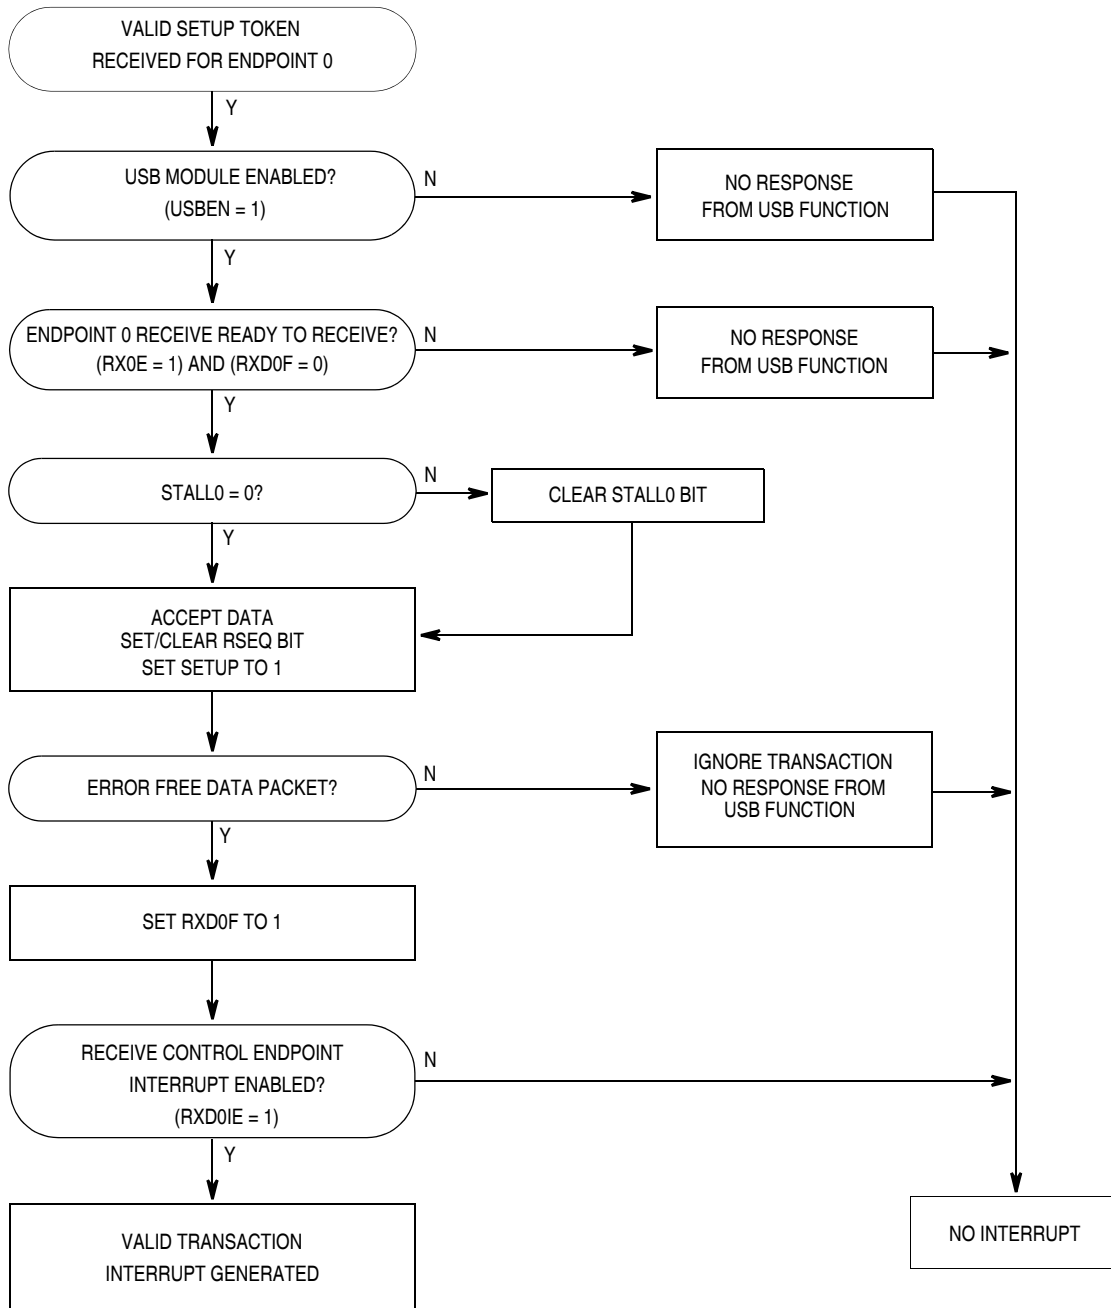 VALID SETUP TOKEN
RECEIVED FOR ENDPOINT 0
Y
USB MODULE ENABLED?
(USBEN = 1)
N
NO RESPONSE
FROM USB FUNCTION
Y
ENDPOINT 0 RECEIVE READY TO RECEIVE?
(RX0E = 1) AND (RXD0F = 0)
N
NO RESPONSE
FROM USB FUNCTION
Y
STALL0 = 0?
N
CLEAR STALL0 BIT
Y
ACCEPT DATA
SET/CLEAR RSEQ BIT
SET SETUP TO 1
ERROR FREE DATA PACKET?
N
IGNORE TRANSACTION
NO RESPONSE FROM
USB FUNCTION
Y
SET RXD0F TO 1
RECEIVE CONTROL ENDPOINT
INTERRUPT ENABLED?
(RXD0IE = 1)
N
Y
VALID TRANSACTION
INTERRUPT GENERATED
NO INTERRUPT